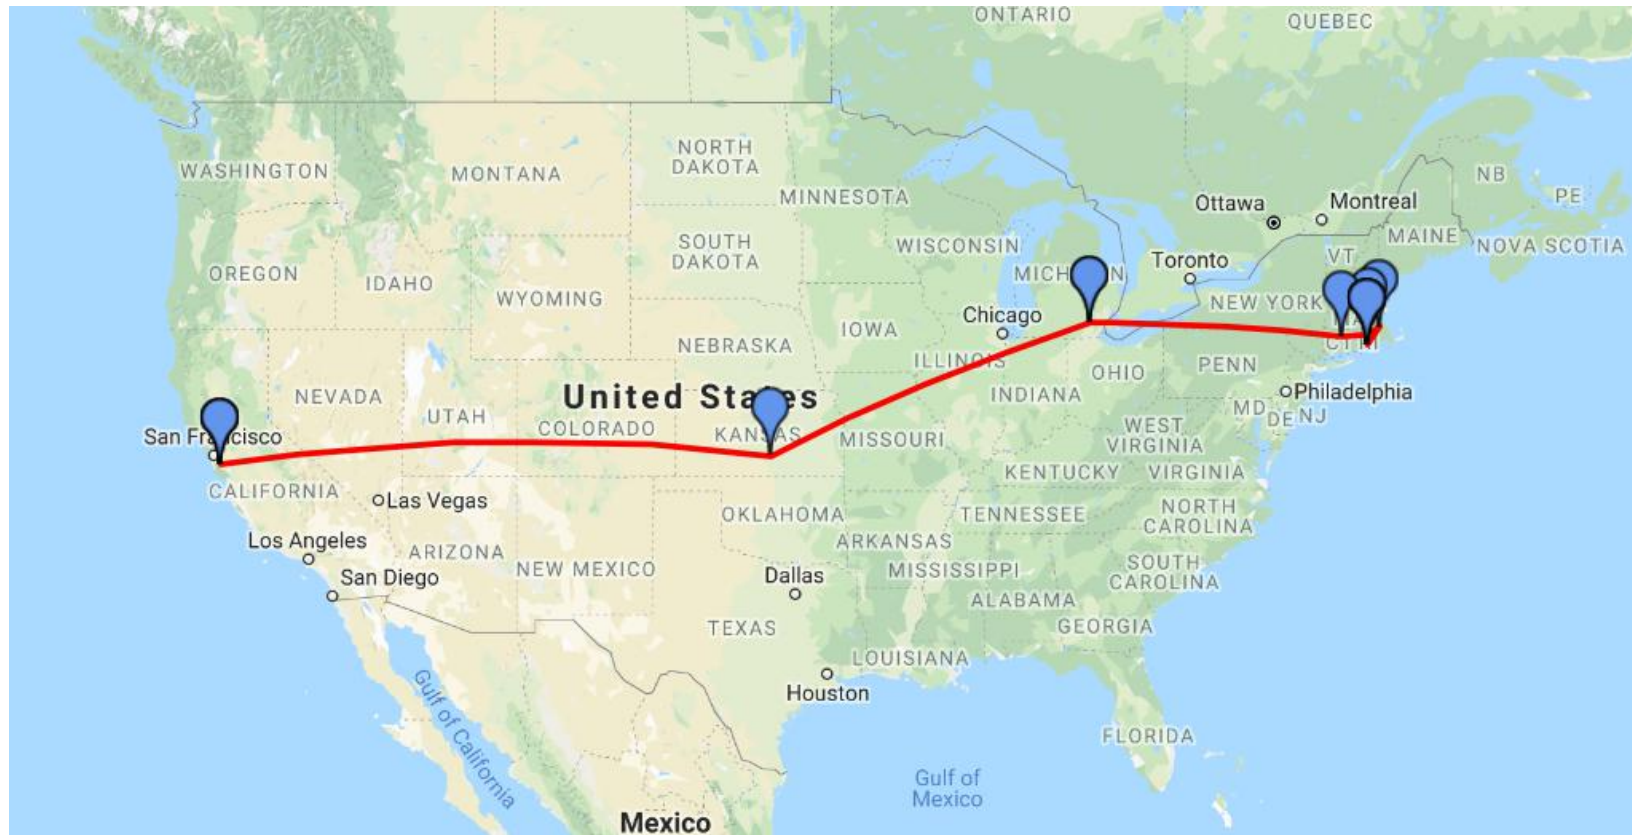 ONTARIO
QUEBEC
WASHINGTON
MONTANA
NORTH
DAKOTA
MINNESOTA
NB
PE
Ottawa
Montreal
MAINE
NOVA SCOTIA
VT
OREGON
IDAHO
WYOMING
SOUTH
DAKOTA
WISCONSIN
Toronto
NEW YORK
Chicago
IOWA
NEBRASKA
ILLINOIS
INDIANA
OHIO
PENN
CT
Philadelphia
NEVADA
UTAH
COLORADO
KANSAS
MISSOURI
WEST
VIRGINIA
MD
DE
NJ
CALIFORNIA
Las Vegas
KENTUCKY
VIRGINIA
Los Angeles
San Diego
ARIZONA
NEW MEXICO
OKLAHOMA
ARKANSAS
TENNESSEE
NORTH
CAROLINA
SOUTH
CAROLINA
Dallas
TEXAS
MISSISSIPPI
ALABAMA
GEORGIA
LOUISIANA
Houston
FLORIDA
Gulf of California
Gulf of
Mexico
Mexico
United States
San Francisco